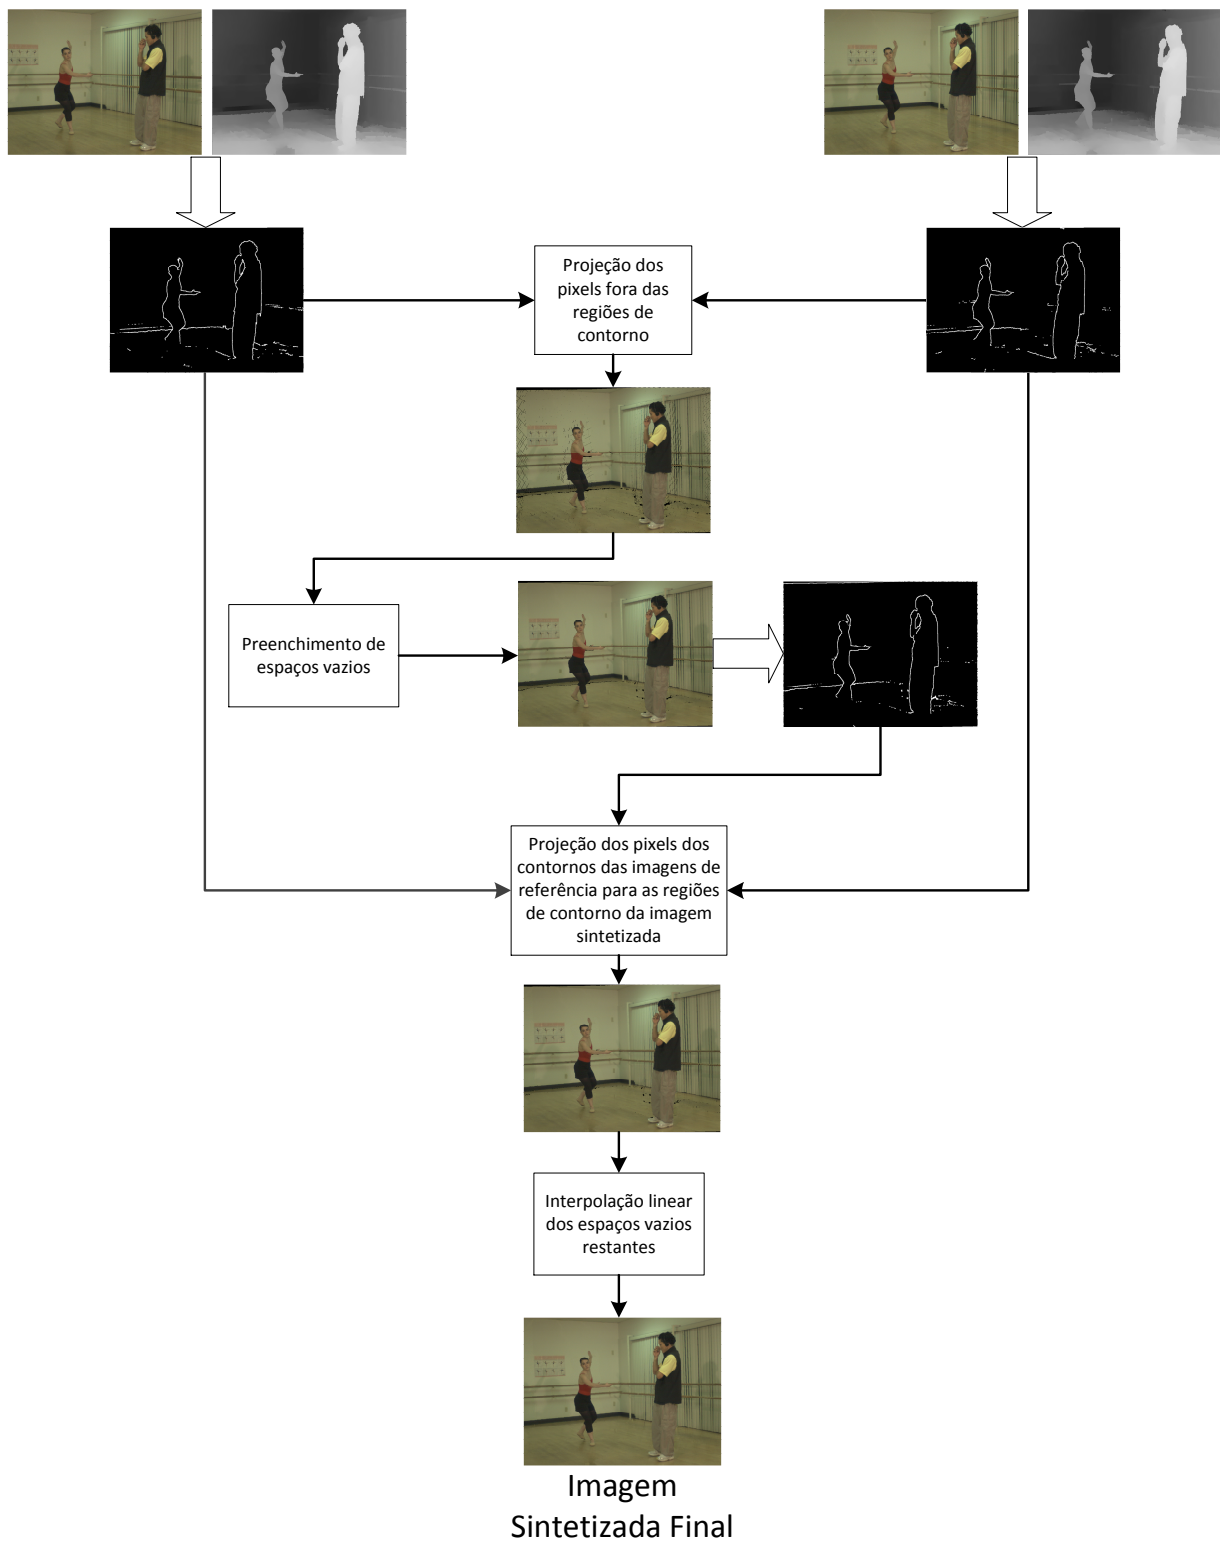 Projeção dos
pixels fora das
regiões de
contorno
Preenchimento de
espaços vazios
Projeção dos pixels dos
contornos das imagens de
referência para as regiões
de contorno da imagem
sintetizada
Interpolação linear
dos espaços vazios
restantes
Imagem
Sintetizada Final